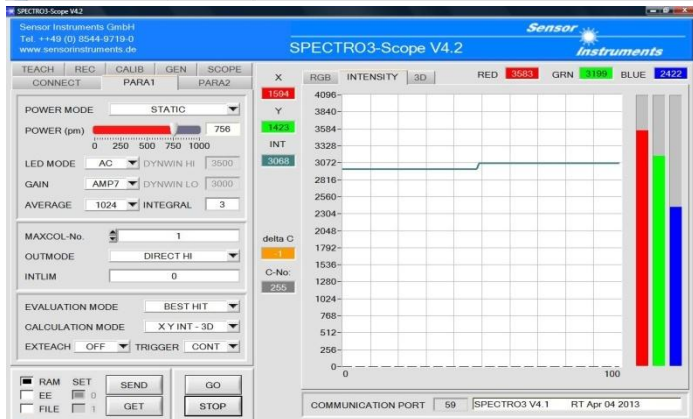 SPECTRO3-Scope V4.2
Sensor Instruments GmbH
Tel. ++49 (0) 8544-9719-0
www.sensorinstruments.de
SPECTRO3-Scope V4.2
Sensor
Instruments
TEACH REC CALIB GEN SCOPE
CONNECT PARA1 PARA2
POWER MODE STATIC
POWER (pm) 756
0 250 500 750 1000
LED MODE AC DYNWIN HI 3500
GAIN AMP7 DYNWIN LO 3000
AVERAGE 1024 INTEGRAL 3
MAXCOL-No. 1
OUTMODE DIRECT HI
INTLIM 0
EVALUATION MODE BEST HIT
CALCULATION MODE X Y INT - 3D
EXTEACH OFF TRIGGER CONT
RAM SET SEND GO
EE 0
FILE 1 GET STOP
X
1594
Y
1423
INT
3068
delta C
-1
C-No:
255
RGB INTENSITY 3D RED 3583 GRN 3199 BLUE 2422
4096
3840
3584
3328
3072
2816
2560
2304
2048
1792
1536
1280
1024
768
512
256
0
0 100
COMMUNICATION PORT 59 SPECTRO3 V4.1 RT Apr 04 2013